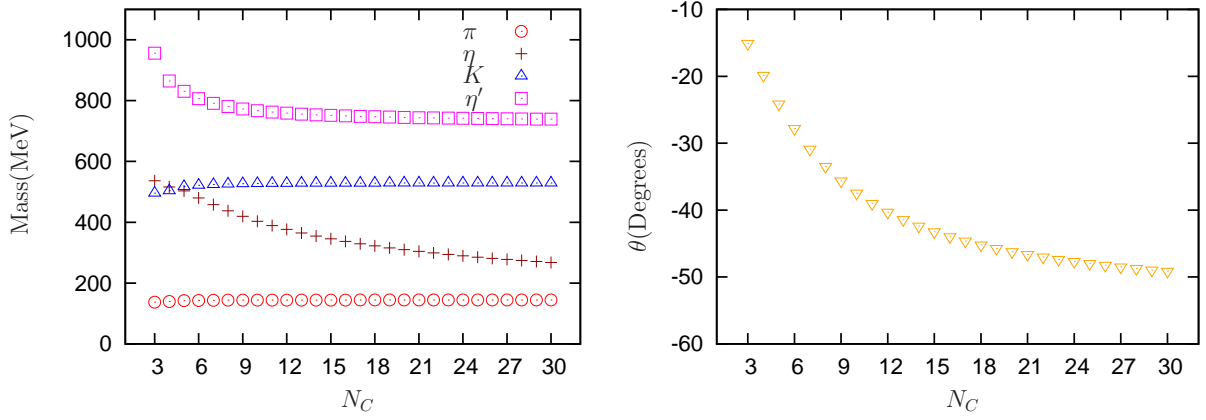 1000
800
600
400
200
0
Mass(MeV)
3 6 9 12 15 18 21 24 27 30
N_C
π
η
K
η′
-10
-20
-30
-40
-50
-60
θ(Degrees)
3 6 9 12 15 18 21 24 27 30
N_C